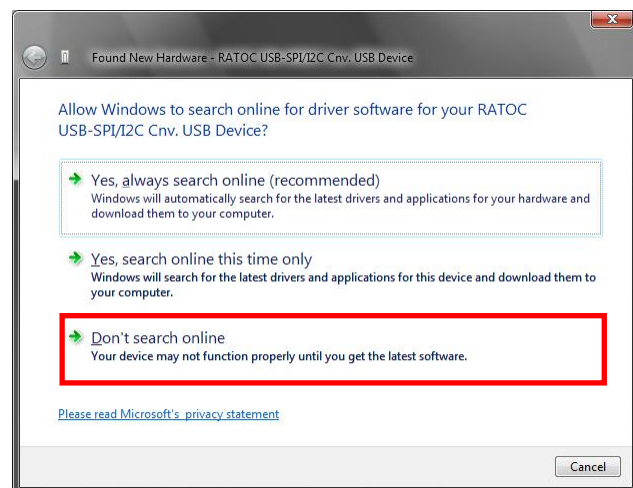 Found New Hardware - RATOC USB-SPI/I2C Cnv. USB Device
Allow Windows to search online for driver software for your RATOC
USB-SPI/I2C Cnv. USB Device?
Yes, always search online (recommended)
Windows will automatically search for the latest drivers and applications for your hardware and
download them to your computer.
Yes, search online this time only
Windows will search for the latest drivers and applications for this device and download them to
your computer.
Don't search online
Your device may not function properly until you get the latest software.
Please read Microsoft's privacy statement
Cancel